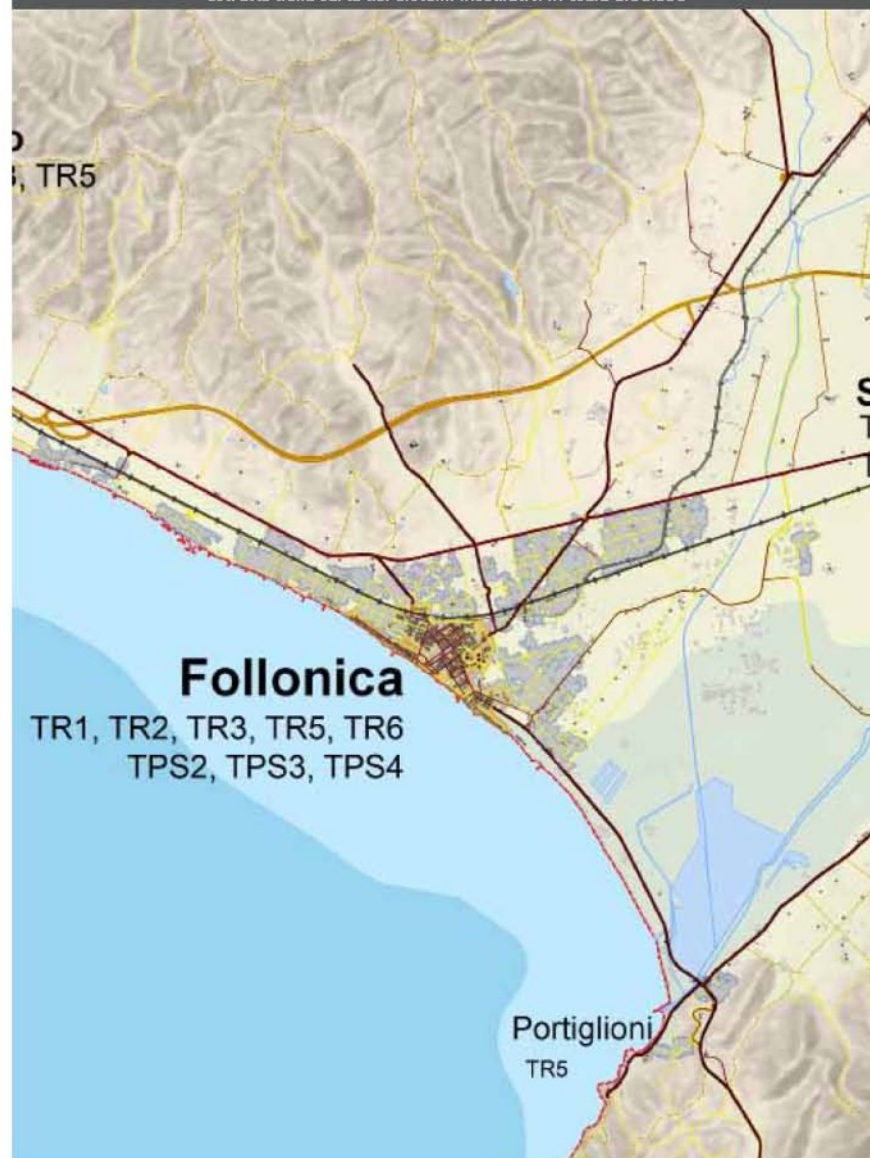 , TR5
Follonica
TR1, TR2, TR3, TR5, TR6
TPS2, TPS3, TPS4
Portiglioni
TR5
S